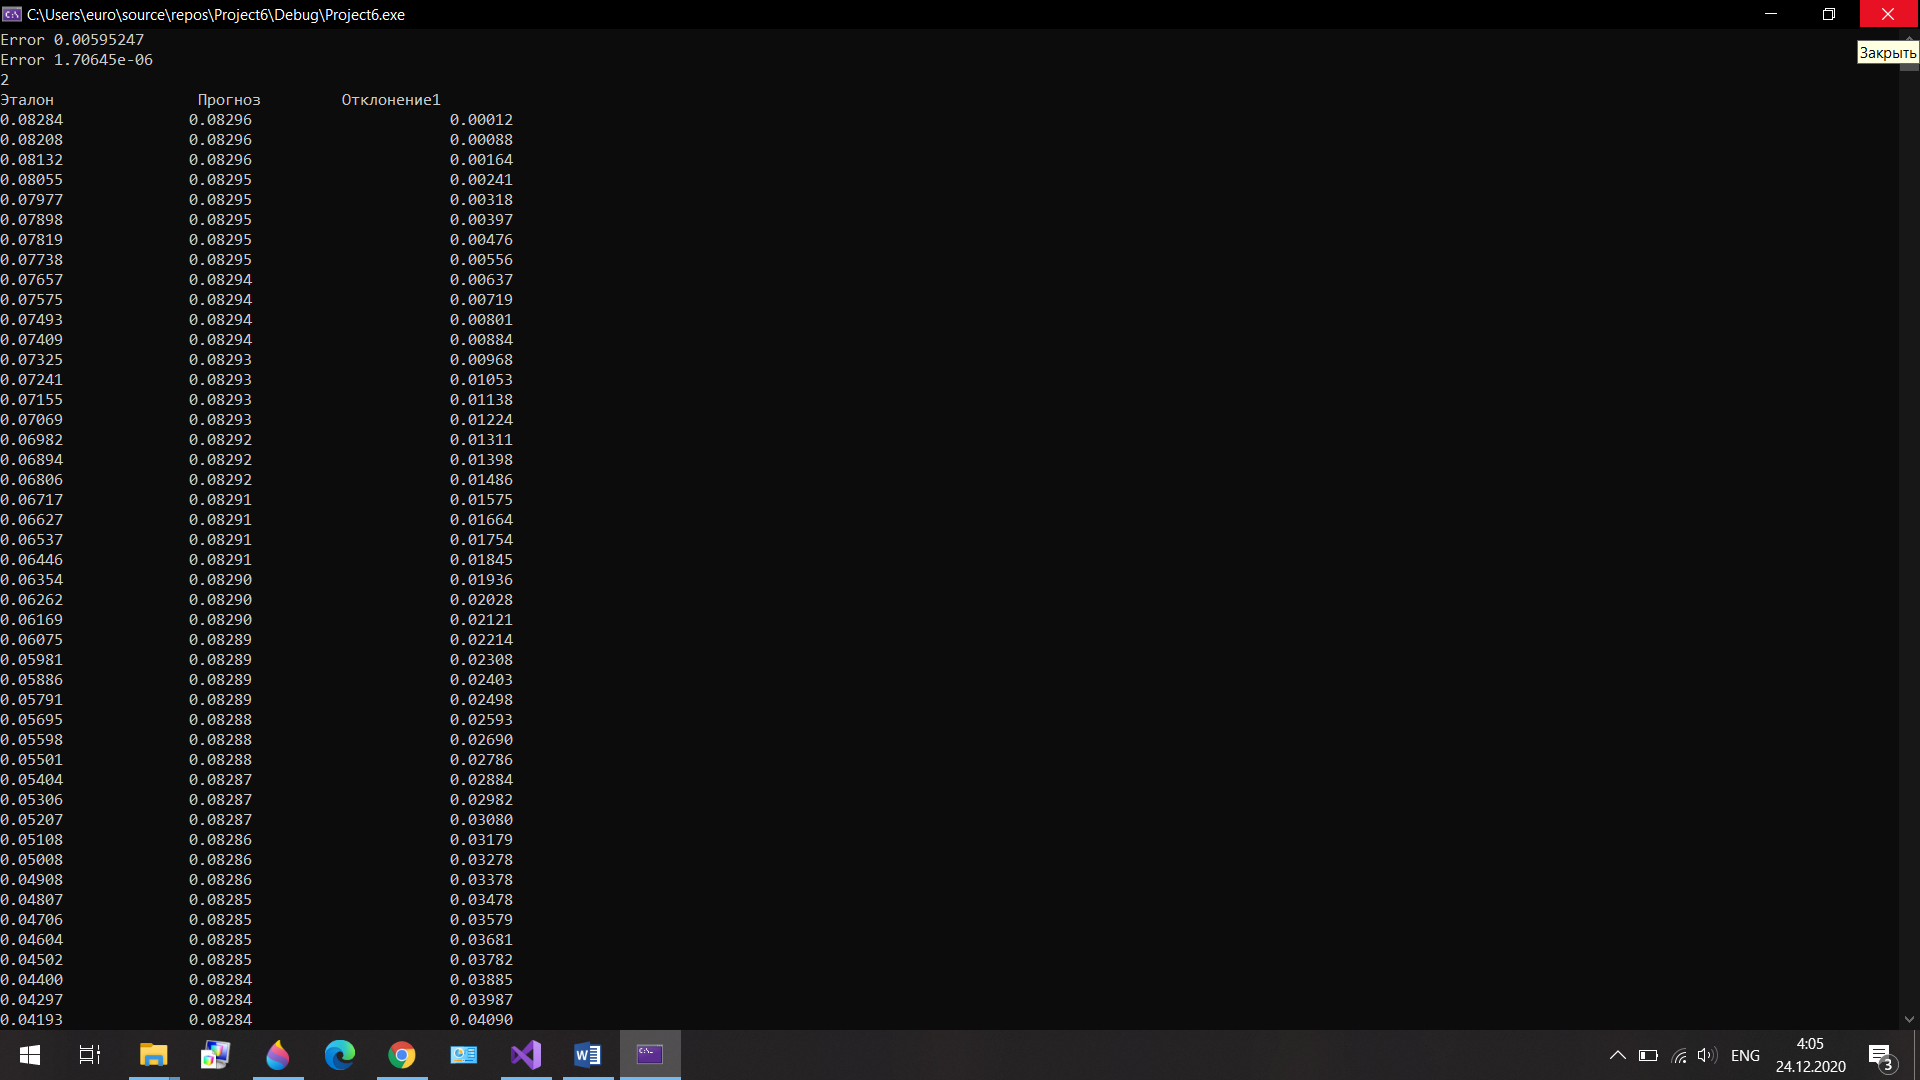 C:\Users\euro\source\repos\Project6\Debug\Project6.exe
Error 0.00595247
Закрыть
Error 1.70645e-06
2
Эталон Прогноз Отклонение1
0.08284 0.08296 0.00012
0.08208 0.08296 0.00088
0.08132 0.08296 0.00164
0.08055 0.08295 0.00241
0.07977 0.08295 0.00318
0.07898 0.08295 0.00397
0.07819 0.08295 0.00476
0.07738 0.08295 0.00556
0.07657 0.08294 0.00637
0.07575 0.08294 0.00719
0.07493 0.08294 0.00801
0.07409 0.08294 0.00884
0.07325 0.08293 0.00968
0.07241 0.08293 0.01053
0.07155 0.08293 0.01138
0.07069 0.08293 0.01224
0.06982 0.08292 0.01311
0.06894 0.08292 0.01398
0.06806 0.08292 0.01486
0.06717 0.08291 0.01575
0.06627 0.08291 0.01664
0.06537 0.08291 0.01754
0.06446 0.08291 0.01845
0.06354 0.08290 0.01936
0.06262 0.08290 0.02028
0.06169 0.08290 0.02121
0.06075 0.08289 0.02214
0.05981 0.08289 0.02308
0.05886 0.08289 0.02403
0.05791 0.08289 0.02498
0.05695 0.08288 0.02593
0.05598 0.08288 0.02690
0.05501 0.08288 0.02786
0.05404 0.08287 0.02884
0.05306 0.08287 0.02982
0.05207 0.08287 0.03080
0.05108 0.08286 0.03179
0.05008 0.08286 0.03278
0.04908 0.08286 0.03378
0.04807 0.08285 0.03478
0.04706 0.08285 0.03579
0.04604 0.08285 0.03681
0.04502 0.08285 0.03782
0.04400 0.08284 0.03885
0.04297 0.08284 0.03987
0.04193 0.08284 0.04090
ENG
4:05
24.12.2020
3